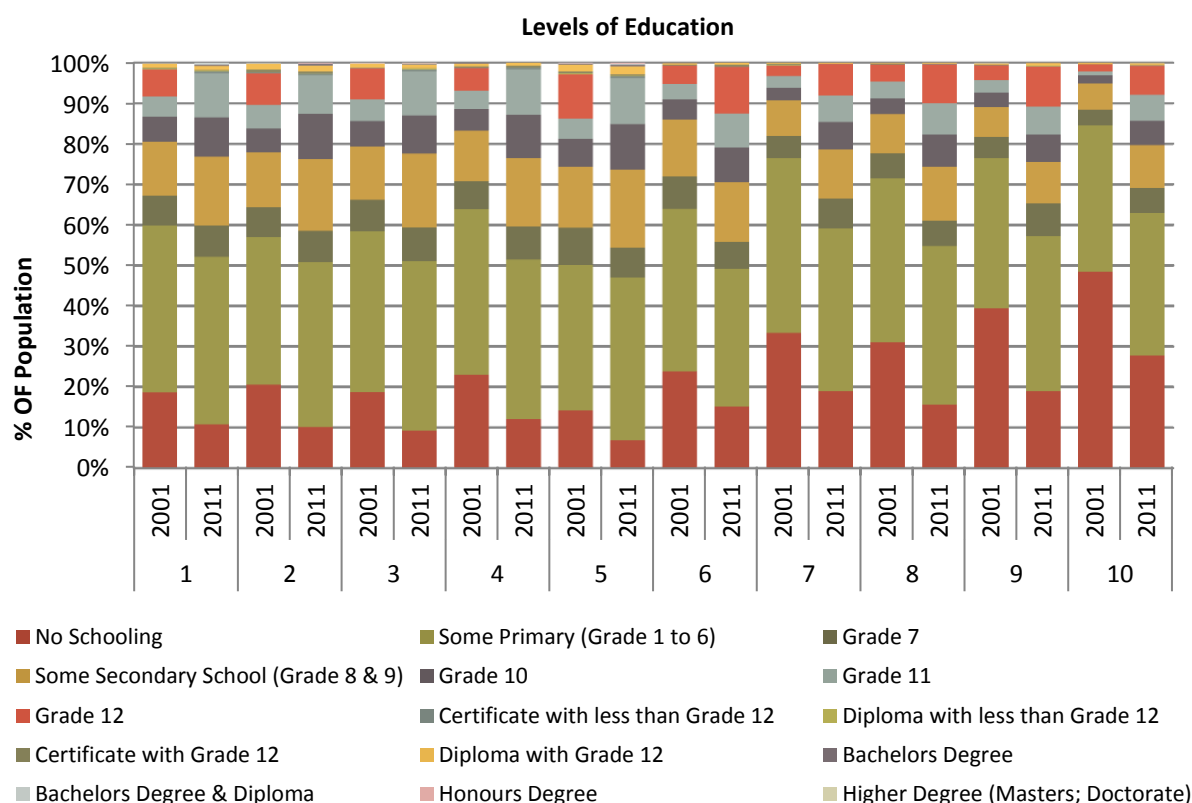 Levels of Education
% OF Population
100%
90%
80%
70%
60%
50%
40%
30%
20%
10%
0%
2001 2011 2001 2011 2001 2011 2001 2011 2001 2011 2001 2011 2001 2011 2001 2011 2001 2011 2001 2011
1 2 3 4 5 6 7 8 9 10
No Schooling Some Primary (Grade 1 to 6) Grade 7
Some Secondary School (Grade 8 & 9) Grade 10 Grade 11
Grade 12 Certificate with less than Grade 12 Diploma with less than Grade 12
Certificate with Grade 12 Diploma with Grade 12 Bachelors Degree
Bachelors Degree & Diploma Honours Degree Higher Degree (Masters; Doctorate)